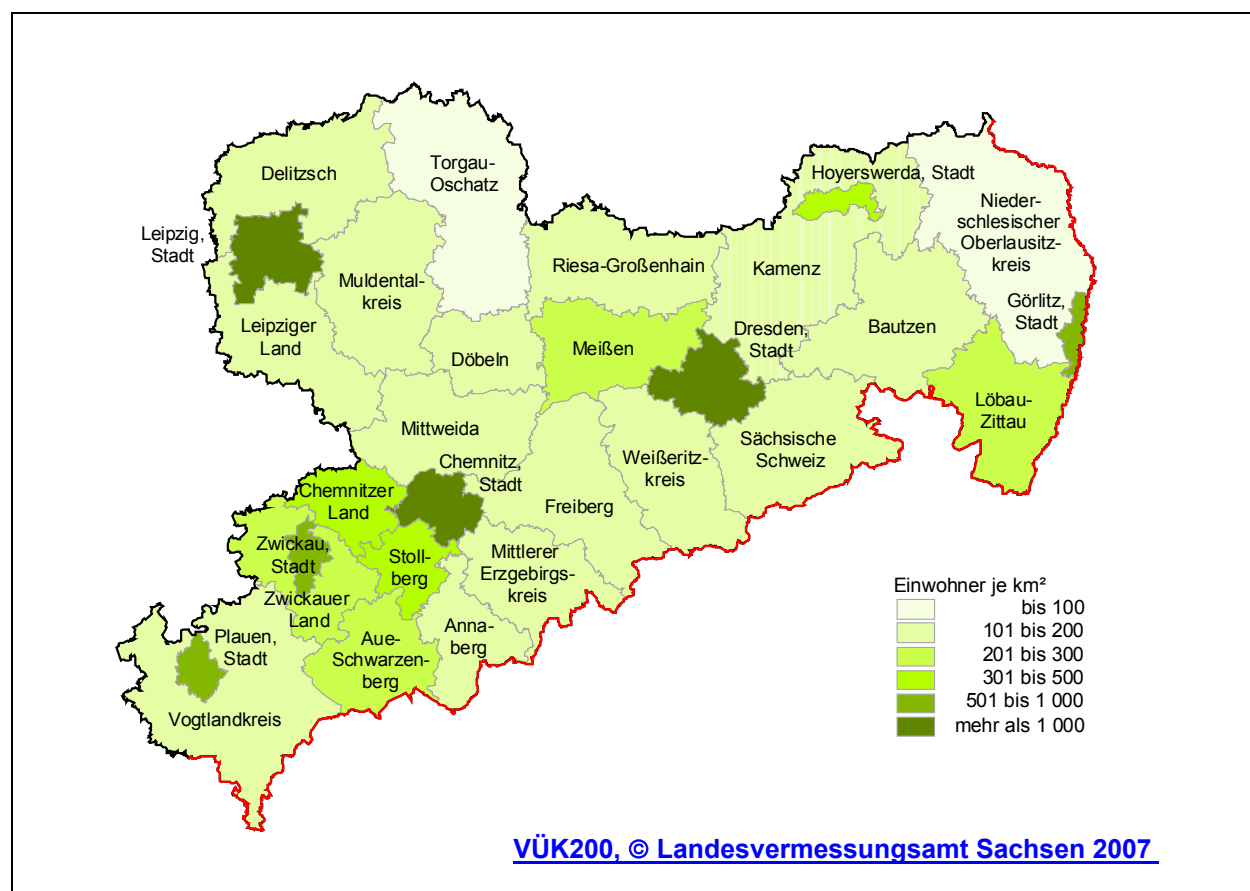 Delitzsch
Torgau-
Oschatz
Hoyerswerda, Stadt
Nieder-
schlesischer
Oberlausitz-
kreis
Leipzig,
Stadt
Muldental-
kreis
Riesa-Großenhain
Kamenz
Görlitz,
Stadt
Leipziger
Land
Döbeln
Meißen
Dresden,
Stadt
Bautzen
Löbau-
Zittau
Mittweida
Sächsische
Schweiz
Weißeritz-
kreis
Chemnitz,
Stadt
Chemnitzer
Land
Freiberg
Zwickau,
Stadt
Stoll-
berg
Mittlerer
Erzgebirgs-
kreis
Zwickauer
Land
Anna-
berg
Plauen,
Stadt
Aue-
Schwarzen-
berg
Vogtlandkreis
Einwohner je km²
bis 100
101 bis 200
201 bis 300
301 bis 500
501 bis 1 000
mehr als 1 000
VÜK200, © Landesvermessungsamt Sachsen 2007